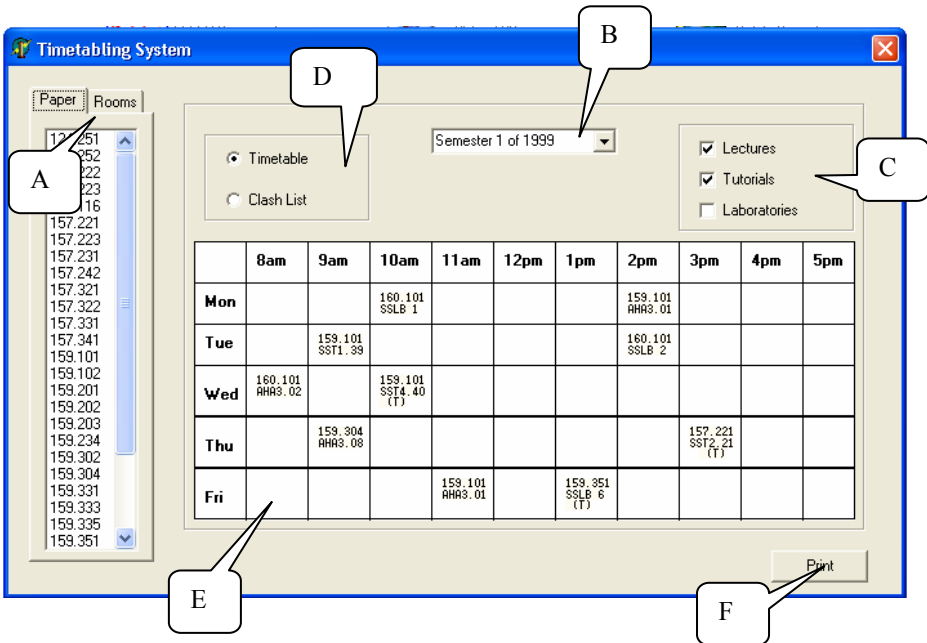 B
Timetabling System
D
Paper Rooms
Semester 1 of 1999
Timetable
Clash List
Lectures
Tutorials
Laboratories
C
A
251
252
222
223
116
157.221
157.223
157.231
157.242
157.321
157.322
157.331
157.341
159.101
159.102
159.201
159.202
159.203
159.234
159.302
159.304
159.331
159.333
159.335
159.351
8am 9am 10am 11am 12pm 1pm 2pm 3pm 4pm 5pm
Mon
160.101
SSLB 1
159.101
AHA3.01
Tue
159.101
SST1.39
160.101
SSLB 2
Wed
160.101
AHA3.02
159.101
SST4.40
(T)
Thu
159.304
AHA3.08
157.221
SST2.21
(T)
Fri
159.101
AHA3.01
159.351
SSLB 6
(T)
Print
E
F